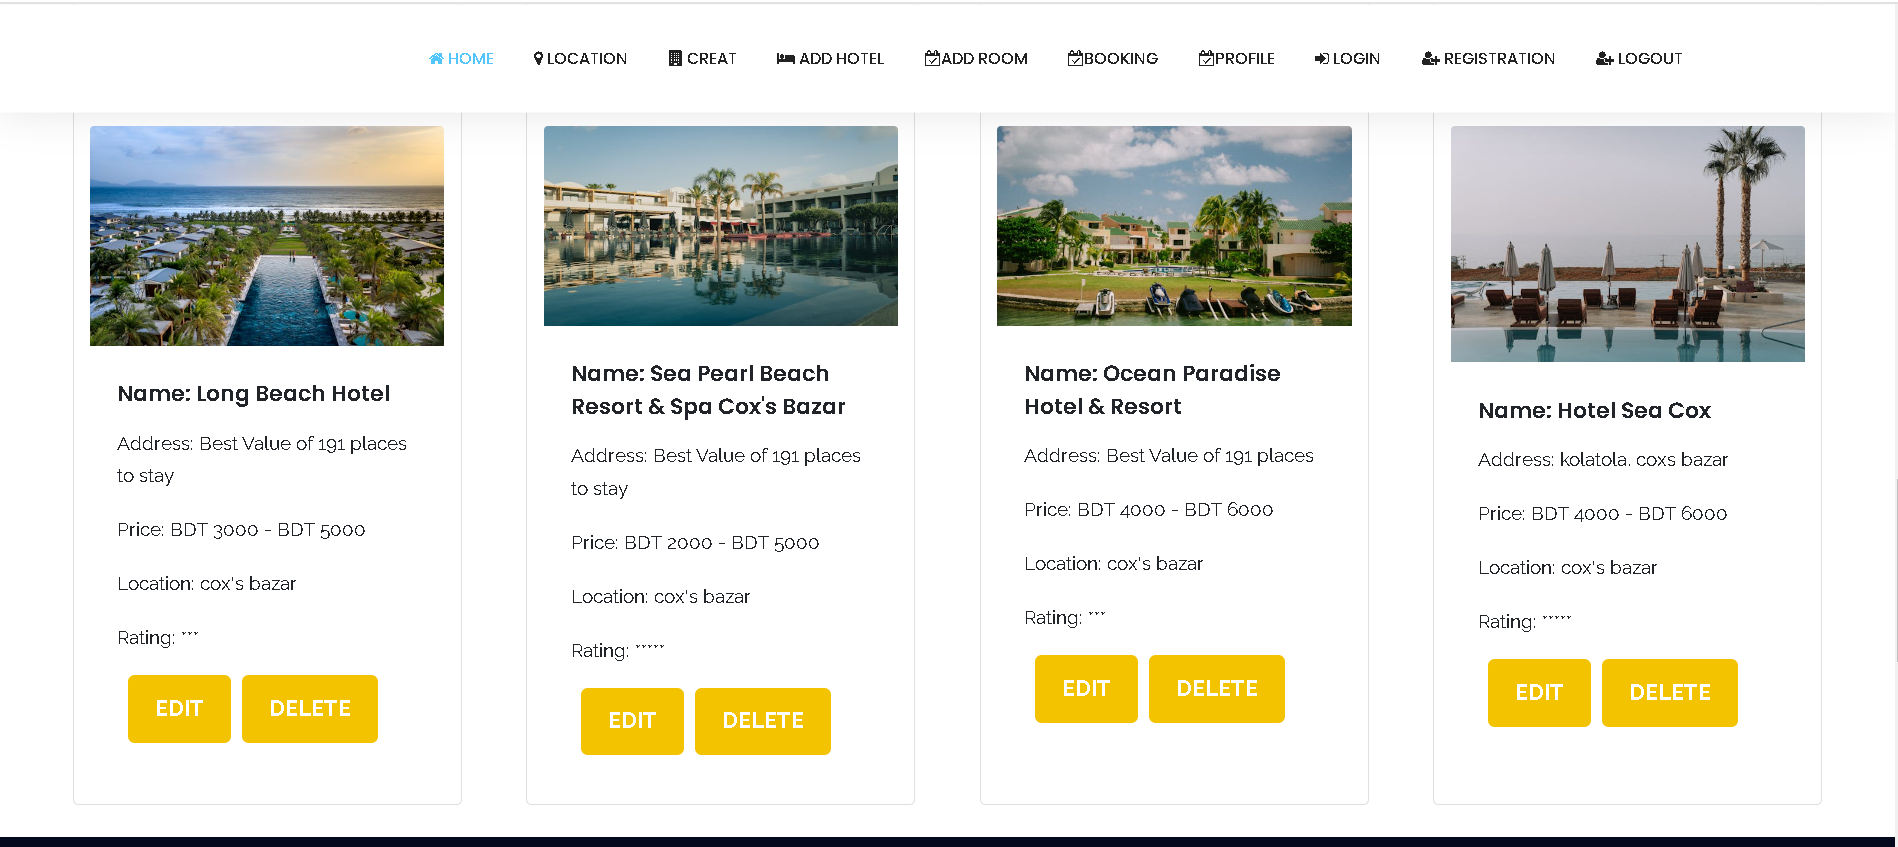 HOME LOCATION CREAT ADD HOTEL ADD ROOM BOOKING PROFILE LOGIN REGISTRATION LOGOUT
Name: Long Beach Hotel
Address: Best Value of 191 places
to stay
Price: BDT 3000 - BDT 5000
Location: cox's bazar
Rating: ***
EDIT DELETE
Name: Sea Pearl Beach
Resort & Spa Cox's Bazar
Address: Best Value of 191 places
to stay
Price: BDT 2000 - BDT 5000
Location: cox's bazar
Rating: *****
EDIT DELETE
Name: Ocean Paradise
Hotel & Resort
Address: Best Value of 191 places
Price: BDT 4000 - BDT 6000
Location: cox's bazar
Rating: ***
EDIT DELETE
Name: Hotel Sea Cox
Address: kolatola. coxs bazar
Price: BDT 4000 - BDT 6000
Location: cox's bazar
Rating: *****
EDIT DELETE